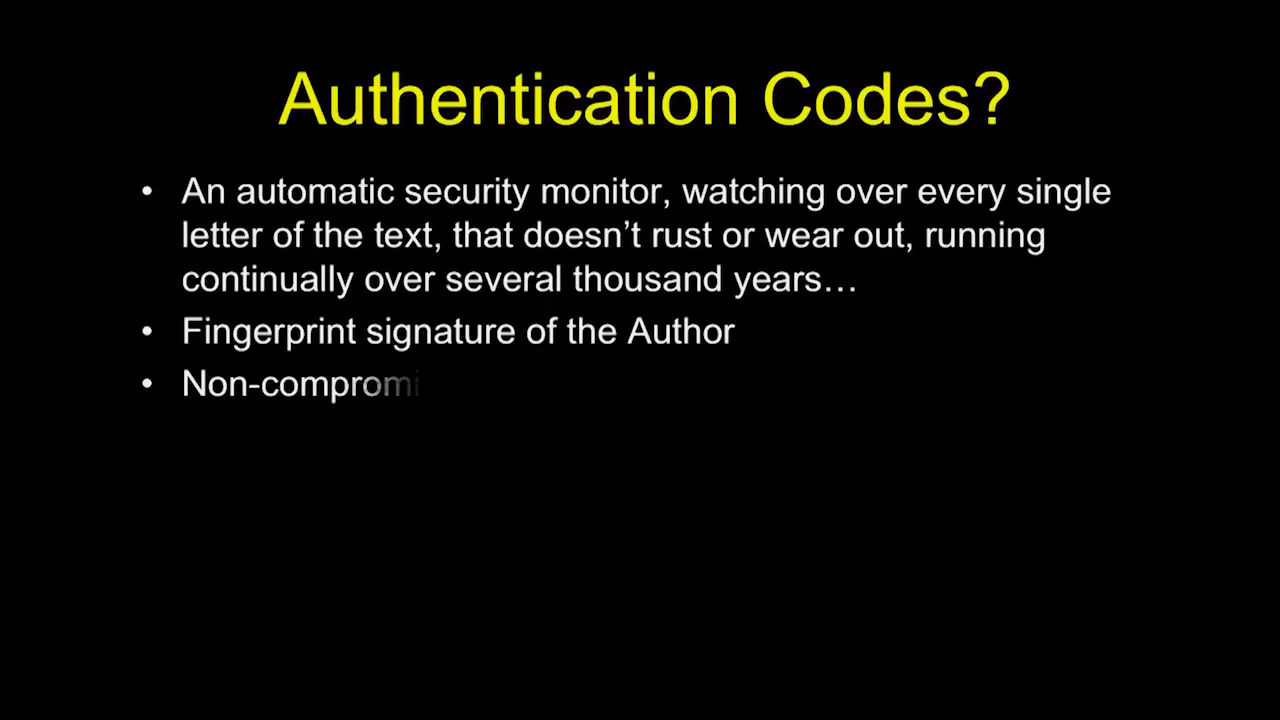 Authentication Codes?
• An automatic security monitor, watching over every single
letter of the text, that doesn’t rust or wear out, running
continually over several thousand years…
• Fingerprint signature of the Author
• Non-compromi